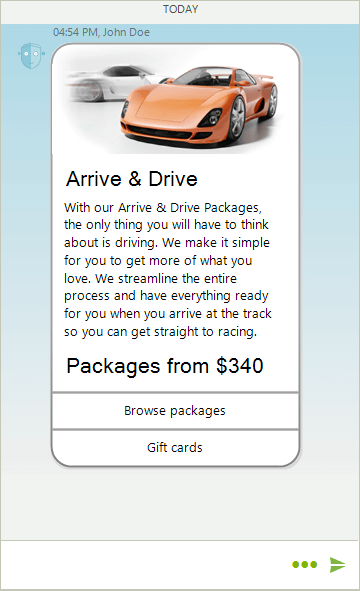 TODAY
04:54 PM, John Doe
Arrive & Drive
With our Arrive & Drive Packages,
the only thing you will have to think
about is driving. We make it simple
for you to get more of what you
love. We streamline the entire
process and have everything ready
for you when you arrive at the track
so you can get straight to racing.
Packages from $340
Browse packages
Gift cards